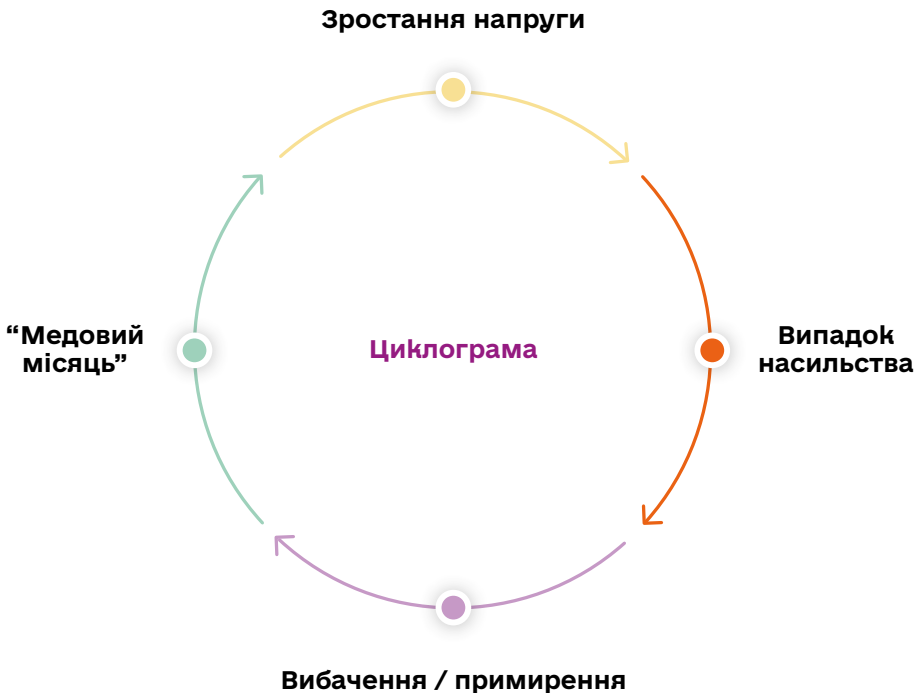 Зростання напруги
“Медовий
місяць”
Циклограма
Випадок
насильства
Вибачення / примирення